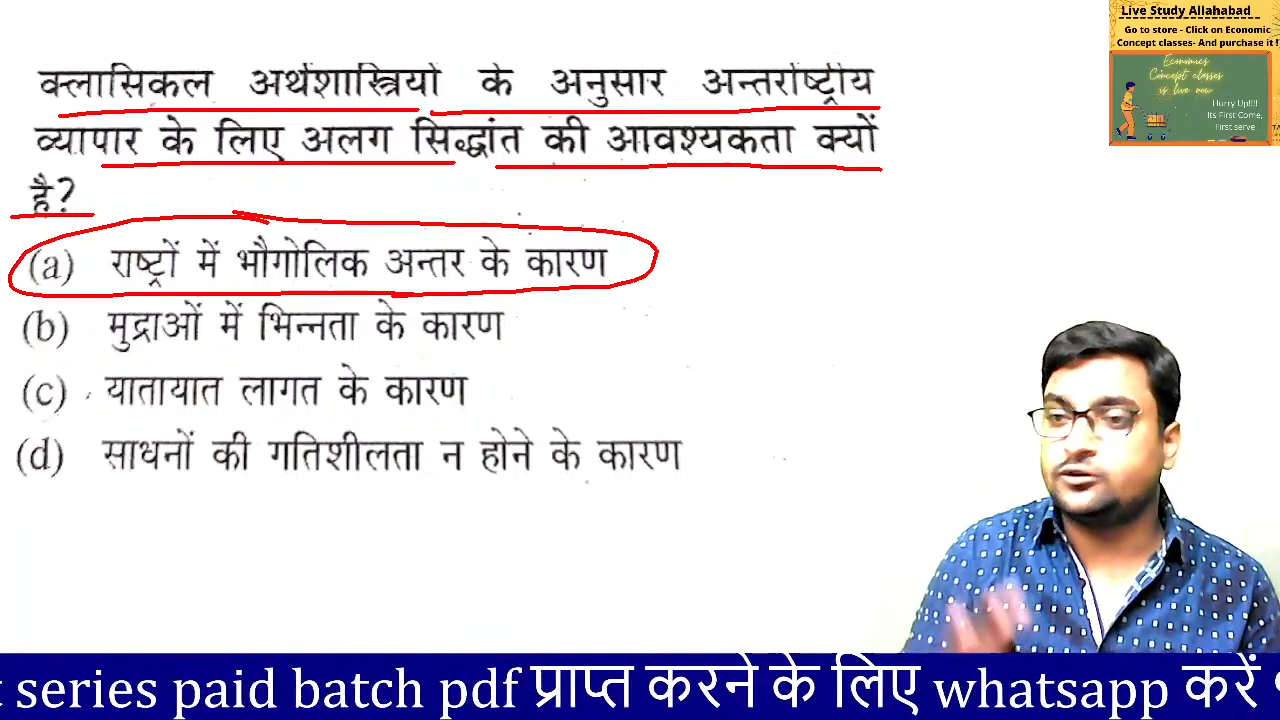 Live Study Allahabad
Go to store - Click on Economic
Concept classes- And purchase it !
Economics
Concept classes
is live now
Hurry Up!!!!
Its First Come,
First serve
क्लासिकल अर्थशास्त्रियों के अनुसार अन्तर्राष्ट्रीय
व्यापार के लिए अलग सिद्धांत की आवश्यकता क्यों
है?
(a) राष्ट्रों में भौगोलिक अन्तर के कारण
(b) मुद्राओं में भिन्नता के कारण
(c) यातायात लागत के कारण
(d) साधनों की गतिशीलता न होने के कारण
series paid batch pdf प्राप्त करने के लिए whatsapp करें